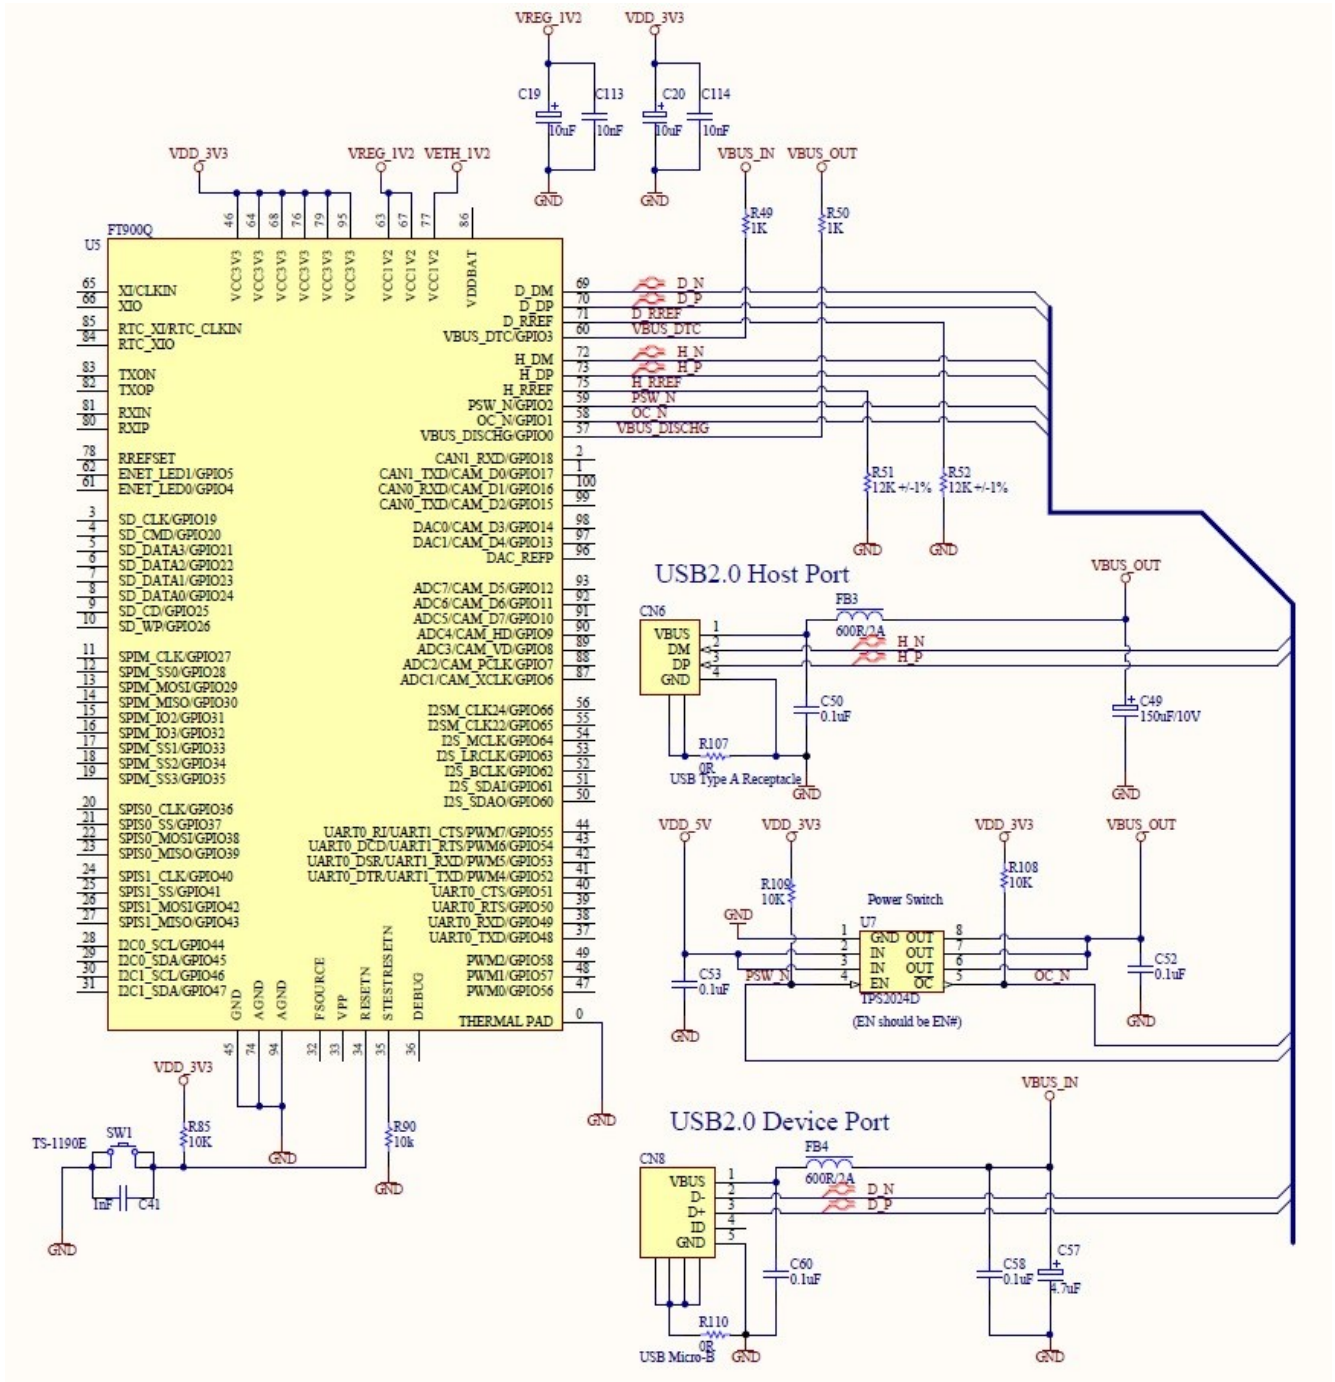 VREG_1V2
VDD_3V3
C19
+
10uF
C113
10nF
C20
+
10uF
C114
10nF
GND
GND
VDD_3V3
VREG_1V2
VETH_1V2
VBUS_IN
VBUS_OUT
R49
1K
R50
1K
46
64
68
76
79
95
63
67
77
86
FT900Q
U5
VCC3V3
VCC3V3
VCC3V3
VCC3V3
VCC3V3
VCC3V3
VCC1V2
VCC1V2
VCC1V2
VDDBAT
65 XI/CLKIN
66 XIO
85 RTC_XI/RTC_CLKIN
84 RTC_XIO
83 TXON
82 TXOP
81 RXIN
80 RXIP
78 RREFSET
62 ENET_LED1/GPIO5
61 ENET_LED0/GPIO4
3 SD_CLK/GPIO19
4 SD_CMD/GPIO20
5 SD_DATA3/GPIO21
6 SD_DATA2/GPIO22
7 SD_DATA1/GPIO23
8 SD_DATA0/GPIO24
9 SD_CD/GPIO25
10 SD_WP/GPIO26
11 SPIM_CLK/GPIO27
12 SPIM_SS0/GPIO28
13 SPIM_MOSI/GPIO29
14 SPIM_MISO/GPIO30
15 SPIM_IO2/GPIO31
16 SPIM_IO3/GPIO32
17 SPIM_SS1/GPIO33
18 SPIM_SS2/GPIO34
19 SPIM_SS3/GPIO35
20 SPIS0_CLK/GPIO36
21 SPIS0_SS/GPIO37
22 SPIS0_MOSI/GPIO38
23 SPIS0_MISO/GPIO39
24 SPIS1_CLK/GPIO40
25 SPIS1_SS/GPIO41
26 SPIS1_MOSI/GPIO42
27 SPIS1_MISO/GPIO43
28 I2C0_SCL/GPIO44
29 I2C0_SDA/GPIO45
30 I2C1_SCL/GPIO46
31 I2C1_SDA/GPIO47
D_DM 69 D_N
D_DP 70 D_P
D_RREF 71 D_RREF
VBUS_DTC/GPIO3 60 VBUS_DTC
H_DM 72 H_N
H_DP 73 H_P
H_RREF 75 H_RREF
PSW_N/GPIO2 59 PSW_N
OC_N/GPIO1 58 OC_N
VBUS_DISCHG/GPIO0 57 VBUS_DISCHG
CAN1_RXD/GPIO18 2
CAN1_TXD/CAM_D0/GPIO17 1
CAN0_RXD/CAM_D1/GPIO16 100
CAN0_TXD/CAM_D2/GPIO15 99
DAC0/CAM_D3/GPIO14 98
DAC1/CAM_D4/GPIO13 97
DAC_REFP 96
ADC7/CAM_D5/GPIO12 93
ADC6/CAM_D6/GPIO11 92
ADC5/CAM_D7/GPIO10 91
ADC4/CAM_HD/GPIO9 90
ADC3/CAM_VD/GPIO8 89
ADC2/CAM_PCLK/GPIO7 88
ADC1/CAM_XCLK/GPIO6 87
I2SM_CLK24/GPIO66 56
I2SM_CLK22/GPIO65 55
I2S_MCLK/GPIO64 54
I2S_LRCLK/GPIO63 53
I2S_BCLK/GPIO62 52
I2S_SDAI/GPIO61 51
I2S_SDAO/GPIO60 50
UART0_RI/UART1_CTS/PWM7/GPIO55 44
UART0_DCD/UART1_RTS/PWM6/GPIO54 43
UART0_DSR/UART1_RXD/PWM5/GPIO53 42
UART0_DTR/UART1_TXD/PWM4/GPIO52 41
UART0_CTS/GPIO51 40
UART0_RTS/GPIO50 39
UART0_RXD/GPIO49 38
UART0_TXD/GPIO48 37
PWM2/GPIO58 49
PWM1/GPIO57 48
PWM0/GPIO56 47
THERMAL PAD 0
GND
AGND
AGND
FSOURCE
VPP
RESETN
STESTRESETN
DEBUG
45
74
94
32
33
34
35
36
R51
12K +/-1%
R52
12K +/-1%
GND
GND
USB2.0 Host Port
VBUS_OUT
CN6
FB3
600R/2A
VBUS 1
DM 2 H_N
DP 3 H_P
GND 4
C50
0.1uF
+ C49
150uF/10V
R107
0R
USB Type A Receptacle
GND
GND
VDD_5V
VDD_3V3
VDD_3V3
VBUS_OUT
R109
10K
R108
10K
Power Switch
GND
U7
1 GND OUT 8
2 IN OUT 7
3 IN OUT 6
PSW_N 4 EN OC 5 OC_N
TPS2024D
(EN should be EN#)
C53
0.1uF
C52
0.1uF
GND
GND
GND
VDD_3V3
R85
10K
TS-1190E
SW1
1nF
C41
GND
GND
R90
10k
GND
VBUS_IN
USB2.0 Device Port
CN8
FB4
600R/2A
VBUS 1
D- 2 D_N
D+ 3 D_P
ID 4
GND 5
C60
0.1uF
C58
0.1uF
C57
+
4.7uF
R110
0R
USB Micro-B
GND
GND